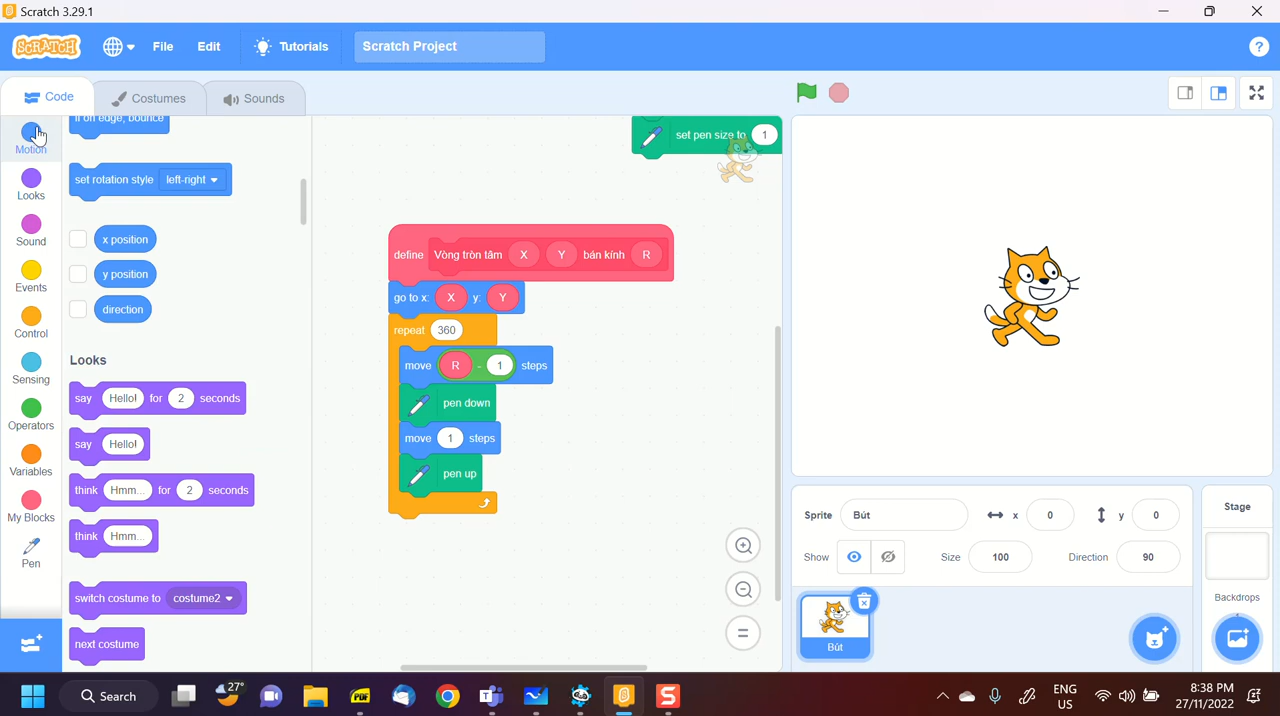 Scratch 3.29.1
SCRATCH File Edit Tutorials Scratch Project ?
Code Costumes Sounds
Motion
Looks
Sound
Events
Control
Sensing
Operators
Variables
My Blocks
Pen
if on edge, bounce
set rotation style left-right
x position
y position
direction
Looks
say Hello! for 2 seconds
say Hello!
think Hmm... for 2 seconds
think Hmm...
switch costume to costume2
next costume
set pen size to 1
define Vòng tròn tâm X Y bán kính R
go to x: X y: Y
repeat 360
move R - 1 steps
pen down
move 1 steps
pen up
Sprite Bút x 0 y 0
Show Size 100 Direction 90
Bút
Stage
Backdrops
27°
Search
PDF
ENG
US
8:38 PM
27/11/2022